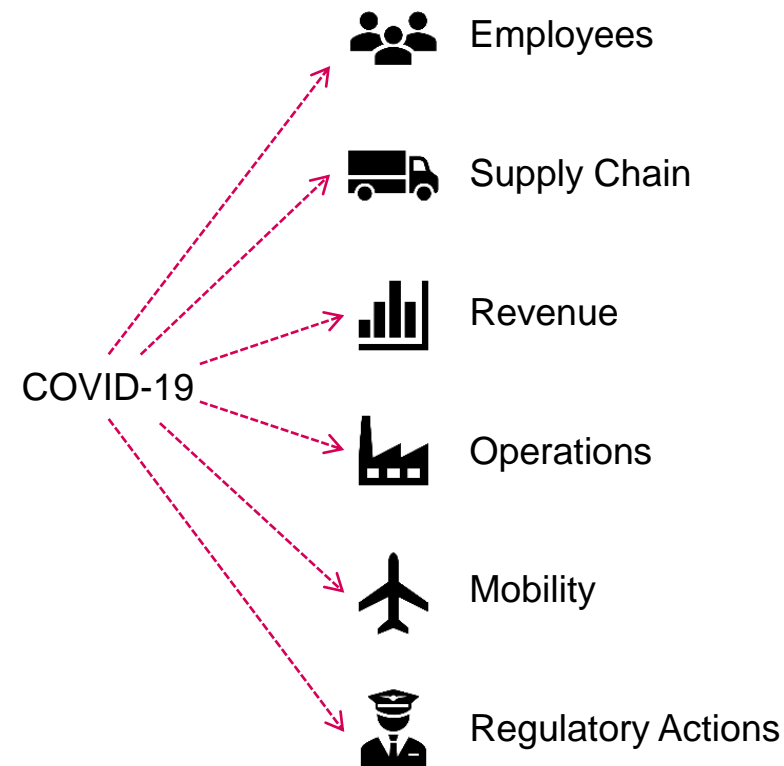 Employees
Supply Chain
Revenue
COVID-19
Operations
Mobility
Regulatory Actions